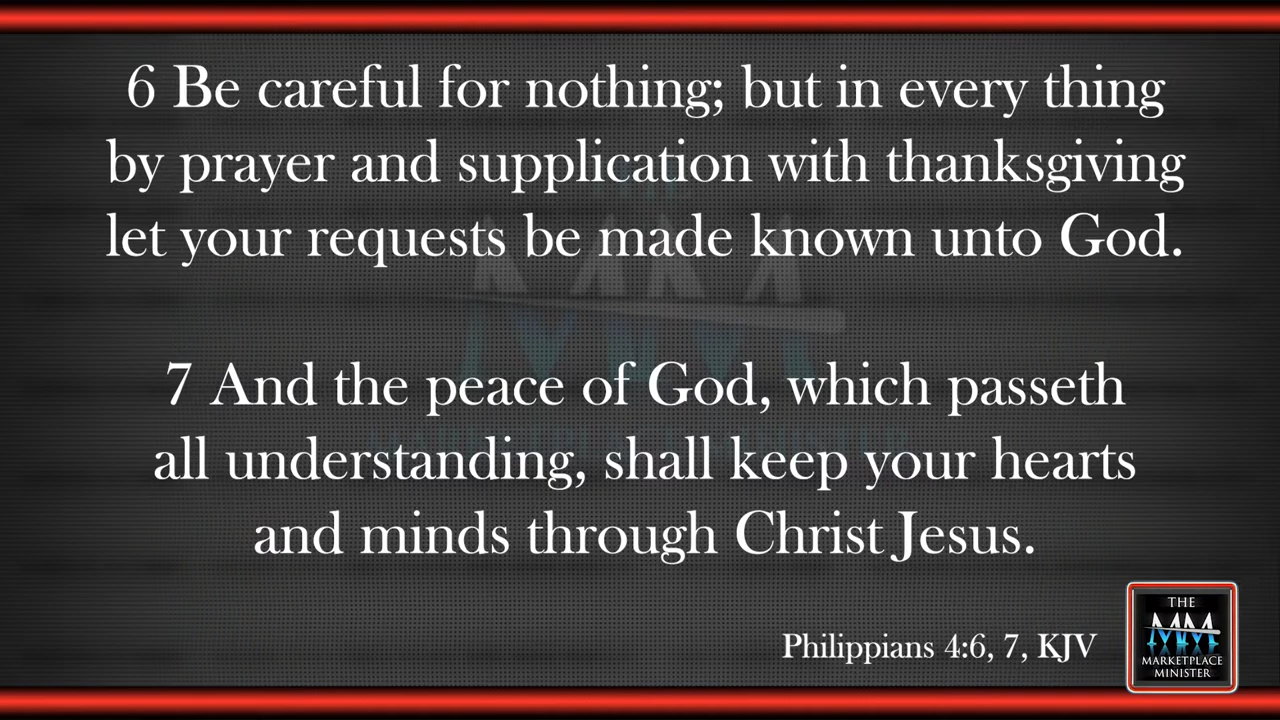 6 Be careful for nothing; but in every thing
by prayer and supplication with thanksgiving
let your requests be made known unto God.
7 And the peace of God, which passeth
all understanding, shall keep your hearts
and minds through Christ Jesus.
Philippians 4:6, 7, KJV
THE
MM
MARKETPLACE
MINISTER